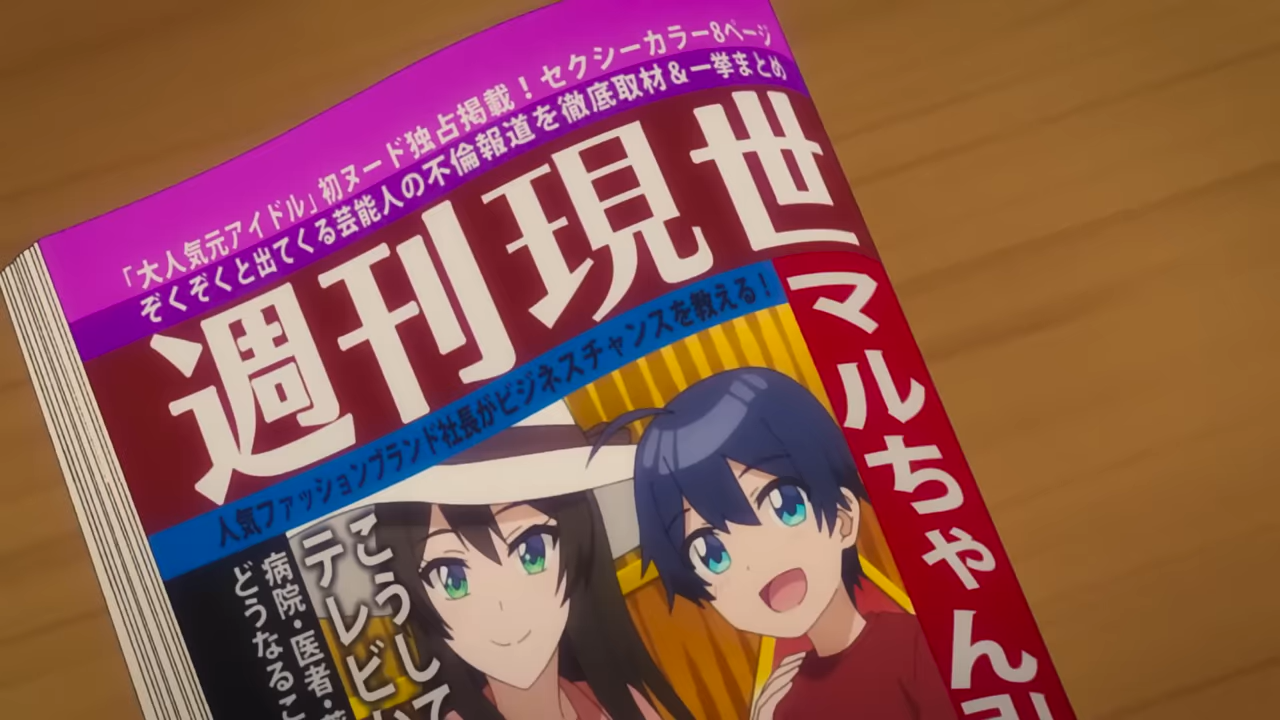 「大人気元アイドル」初ヌード独占掲載！セクシーカラー8ページ
ぞくぞくと出てくる芸能人の不倫報道を徹底取材＆一挙まとめ
週刊現世
人気ファッションブランド社長がビジネスチャンスを教える！
マルちゃん
こうして
テレビ
病院・医者・
どうなるこ